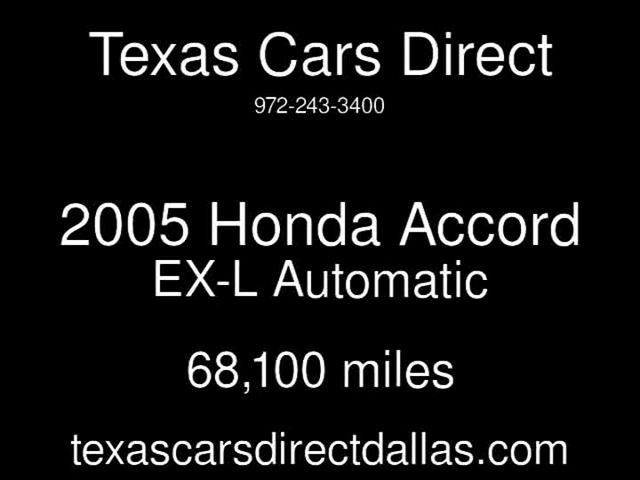 Texas Cars Direct
972-243-3400
2005 Honda Accord
EX-L Automatic
68,100 miles
texascarsdirectdallas.com